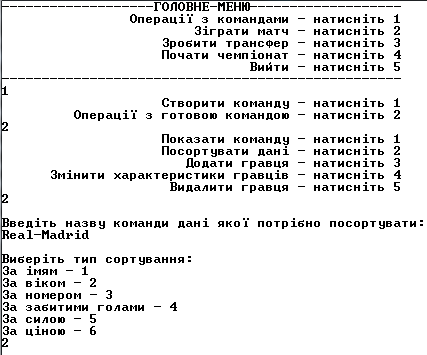 -------------------ГОЛОВНЕ-МЕНЮ-------------------
Операції з командами - натисніть 1
Зіграти матч - натисніть 2
Зробити трансфер - натисніть 3
Почати чемпіонат - натисніть 4
Вийти - натисніть 5
--------------------------------------------------
1
Створити команду - натисніть 1
Операції з готовою командою - натисніть 2
2
Показати команду - натисніть 1
Посортувати дані - натисніть 2
Додати гравця - натисніть 3
Змінити характеристики гравців - натисніть 4
Видалити гравця - натисніть 5
2
Введіть назву команди дані якої потрібно посортувати:
Real-Madrid
Виберіть тип сортування:
За імям - 1
За віком - 2
За номером - 3
За забитими голами - 4
За силою - 5
За ціною - 6
2